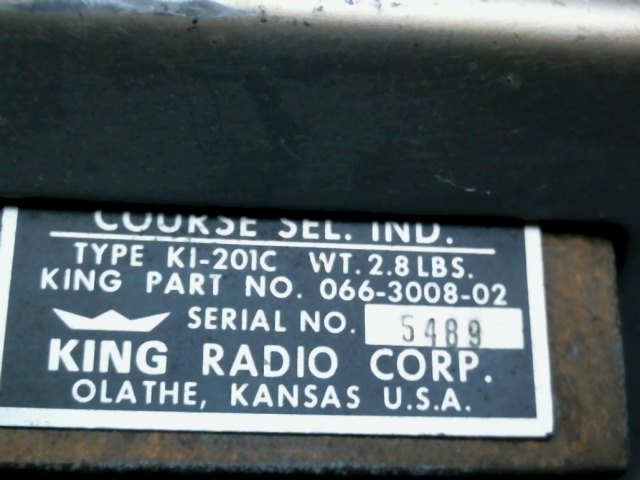 COURSE SEL. IND.
TYPE KI-201C WT. 2.8 LBS.
KING PART NO. 066-3008-02
SERIAL NO. 5489
KING RADIO CORP.
OLATHE, KANSAS U.S.A.